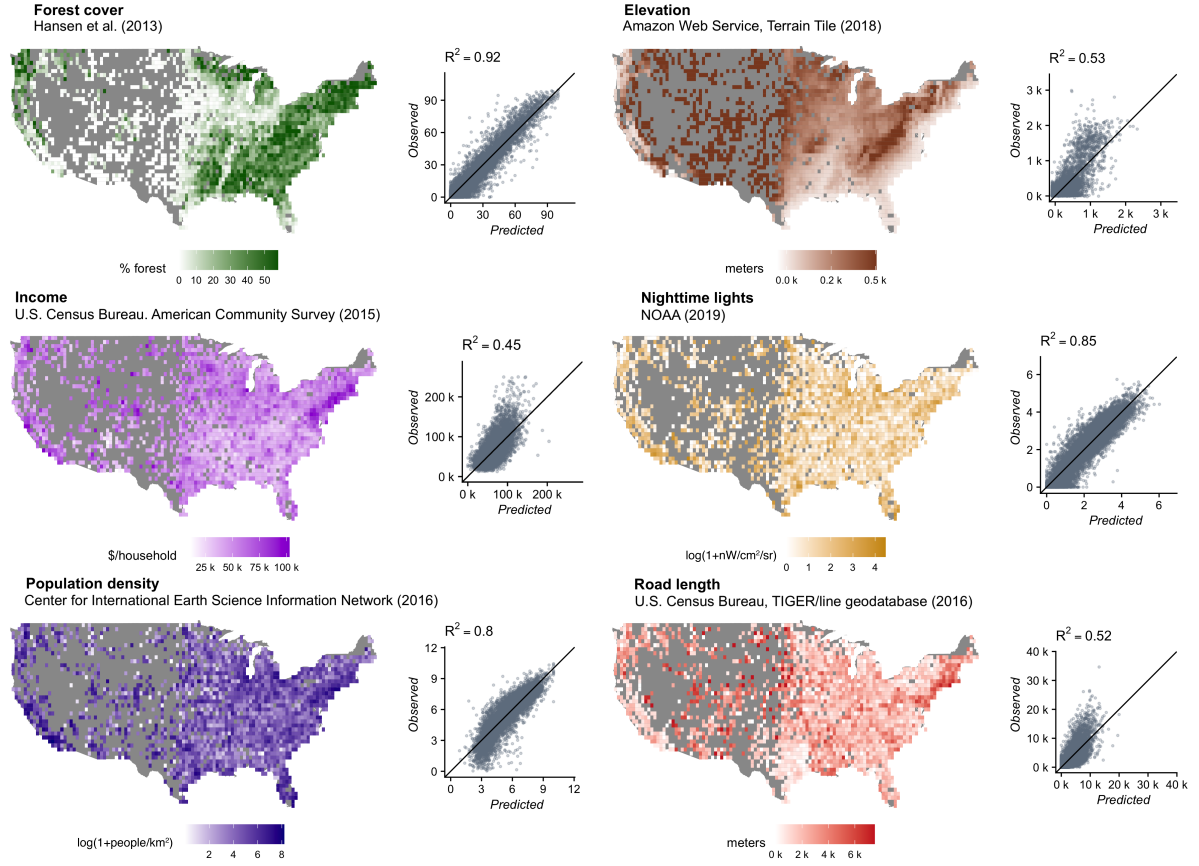 Forest cover
Hansen et al. (2013)
R² = 0.92
Observed
90
60
30
0
0 30 60 90
Predicted
% forest
0 10 20 30 40 50
Elevation
Amazon Web Service, Terrain Tile (2018)
R² = 0.53
Observed
3 k
2 k
1 k
0 k
0 k 1 k 2 k 3 k
Predicted
meters
0.0 k 0.2 k 0.5 k
Income
U.S. Census Bureau. American Community Survey (2015)
R² = 0.45
Observed
200 k
100 k
0 k
0 k 100 k 200 k
Predicted
$/household
25 k 50 k 75 k 100 k
Nighttime lights
NOAA (2019)
R² = 0.85
Observed
6
4
2
0
0 2 4 6
Predicted
log(1+nW/cm²/sr)
0 1 2 3 4
Population density
Center for International Earth Science Information Network (2016)
R² = 0.8
Observed
12
9
6
3
0
0 3 6 9 12
Predicted
log(1+people/km²)
2 4 6 8
Road length
U.S. Census Bureau, TIGER/line geodatabase (2016)
R² = 0.52
Observed
40 k
30 k
20 k
10 k
0 k
0 k 10 k 20 k 30 k 40 k
Predicted
meters
0 k 2 k 4 k 6 k